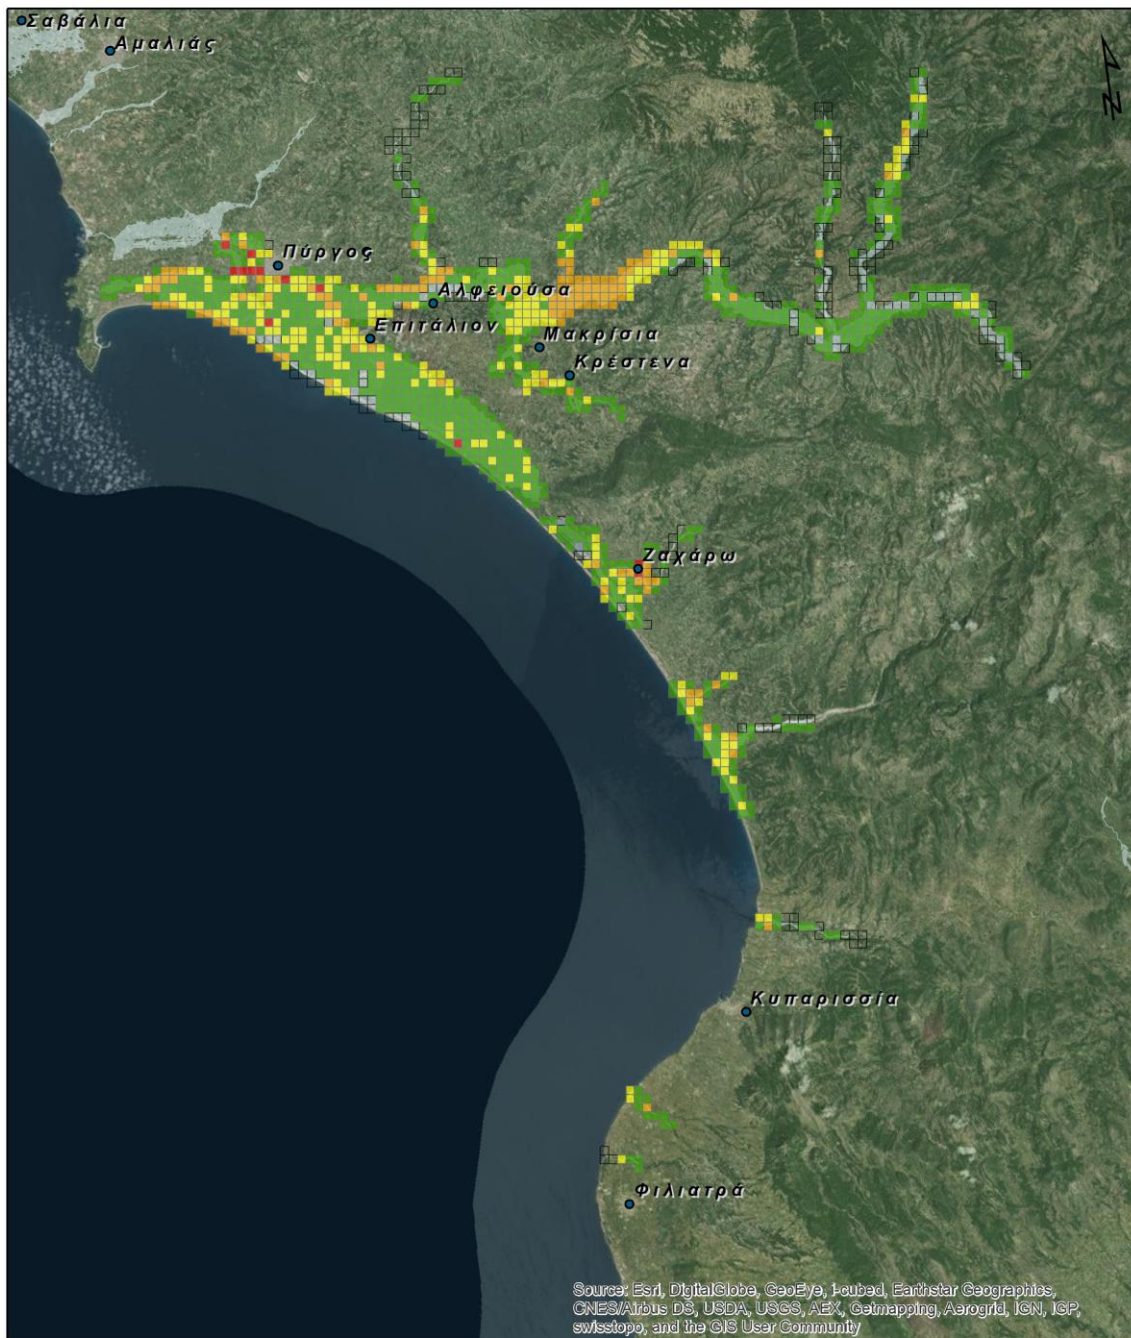 Σαβάλια
Αμαλιάς
Πύργος
Αλφειούσα
Επιτάλιον
Μακρίσια
Κρέστενα
Ζαχάρω
Κυπαρισσία
Φιλιατρά
Source: Esri, DigitalGlobe, GeoEye, i-cubed, Earthstar Geographics,
CNES/Airbus DS, USDA, USGS, AEX, Getmapping, Aerogrid, IGN, IGP,
swisstopo, and the GIS User Community
N